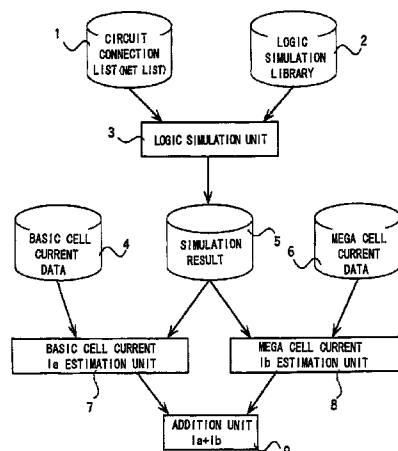 1
CIRCUIT
CONNECTION
LIST(NET LIST)
LOGIC
SIMULATION
LIBRARY
2
3
LOGIC SIMULATION UNIT
BASIC CELL
CURRENT
DATA
4
SIMULATION
RESULT
5
MEGA CELL
CURRENT
DATA
6
BASIC CELL CURRENT
Ia ESTIMATION UNIT
MEGA CELL CURRENT
Ib ESTIMATION UNIT
7
8
ADDITION UNIT
Ia+Ib